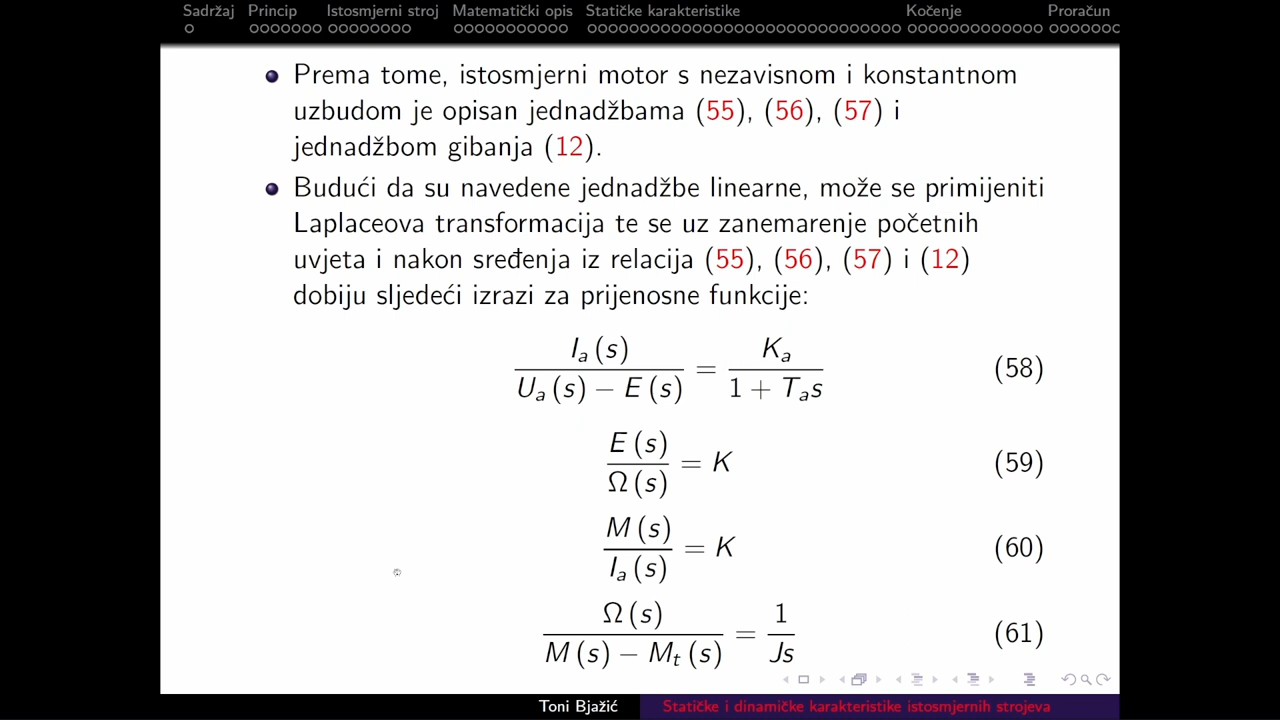 Sadržaj Princip Istosmjerni stroj Matematički opis Statičke karakteristike Kočenje Proračun
Prema tome, istosmjerni motor s nezavisnom i konstantnom
uzbudom je opisan jednadžbama (55), (56), (57) i
jednadžbom gibanja (12).
Budući da su navedene jednadžbe linearne, može se primijeniti
Laplaceova transformacija te se uz zanemarenje početnih
uvjeta i nakon sređenja iz relacija (55), (56), (57) i (12)
dobiju sljedeći izrazi za prijenosne funkcije:
I_a (s) / (U_a (s) − E (s)) = K_a / (1 + T_a s) (58)
E (s) / Ω (s) = K (59)
M (s) / I_a (s) = K (60)
Ω (s) / (M (s) − M_t (s)) = 1 / Js (61)
Toni Bjažić Statičke i dinamičke karakteristike istosmjernih strojeva